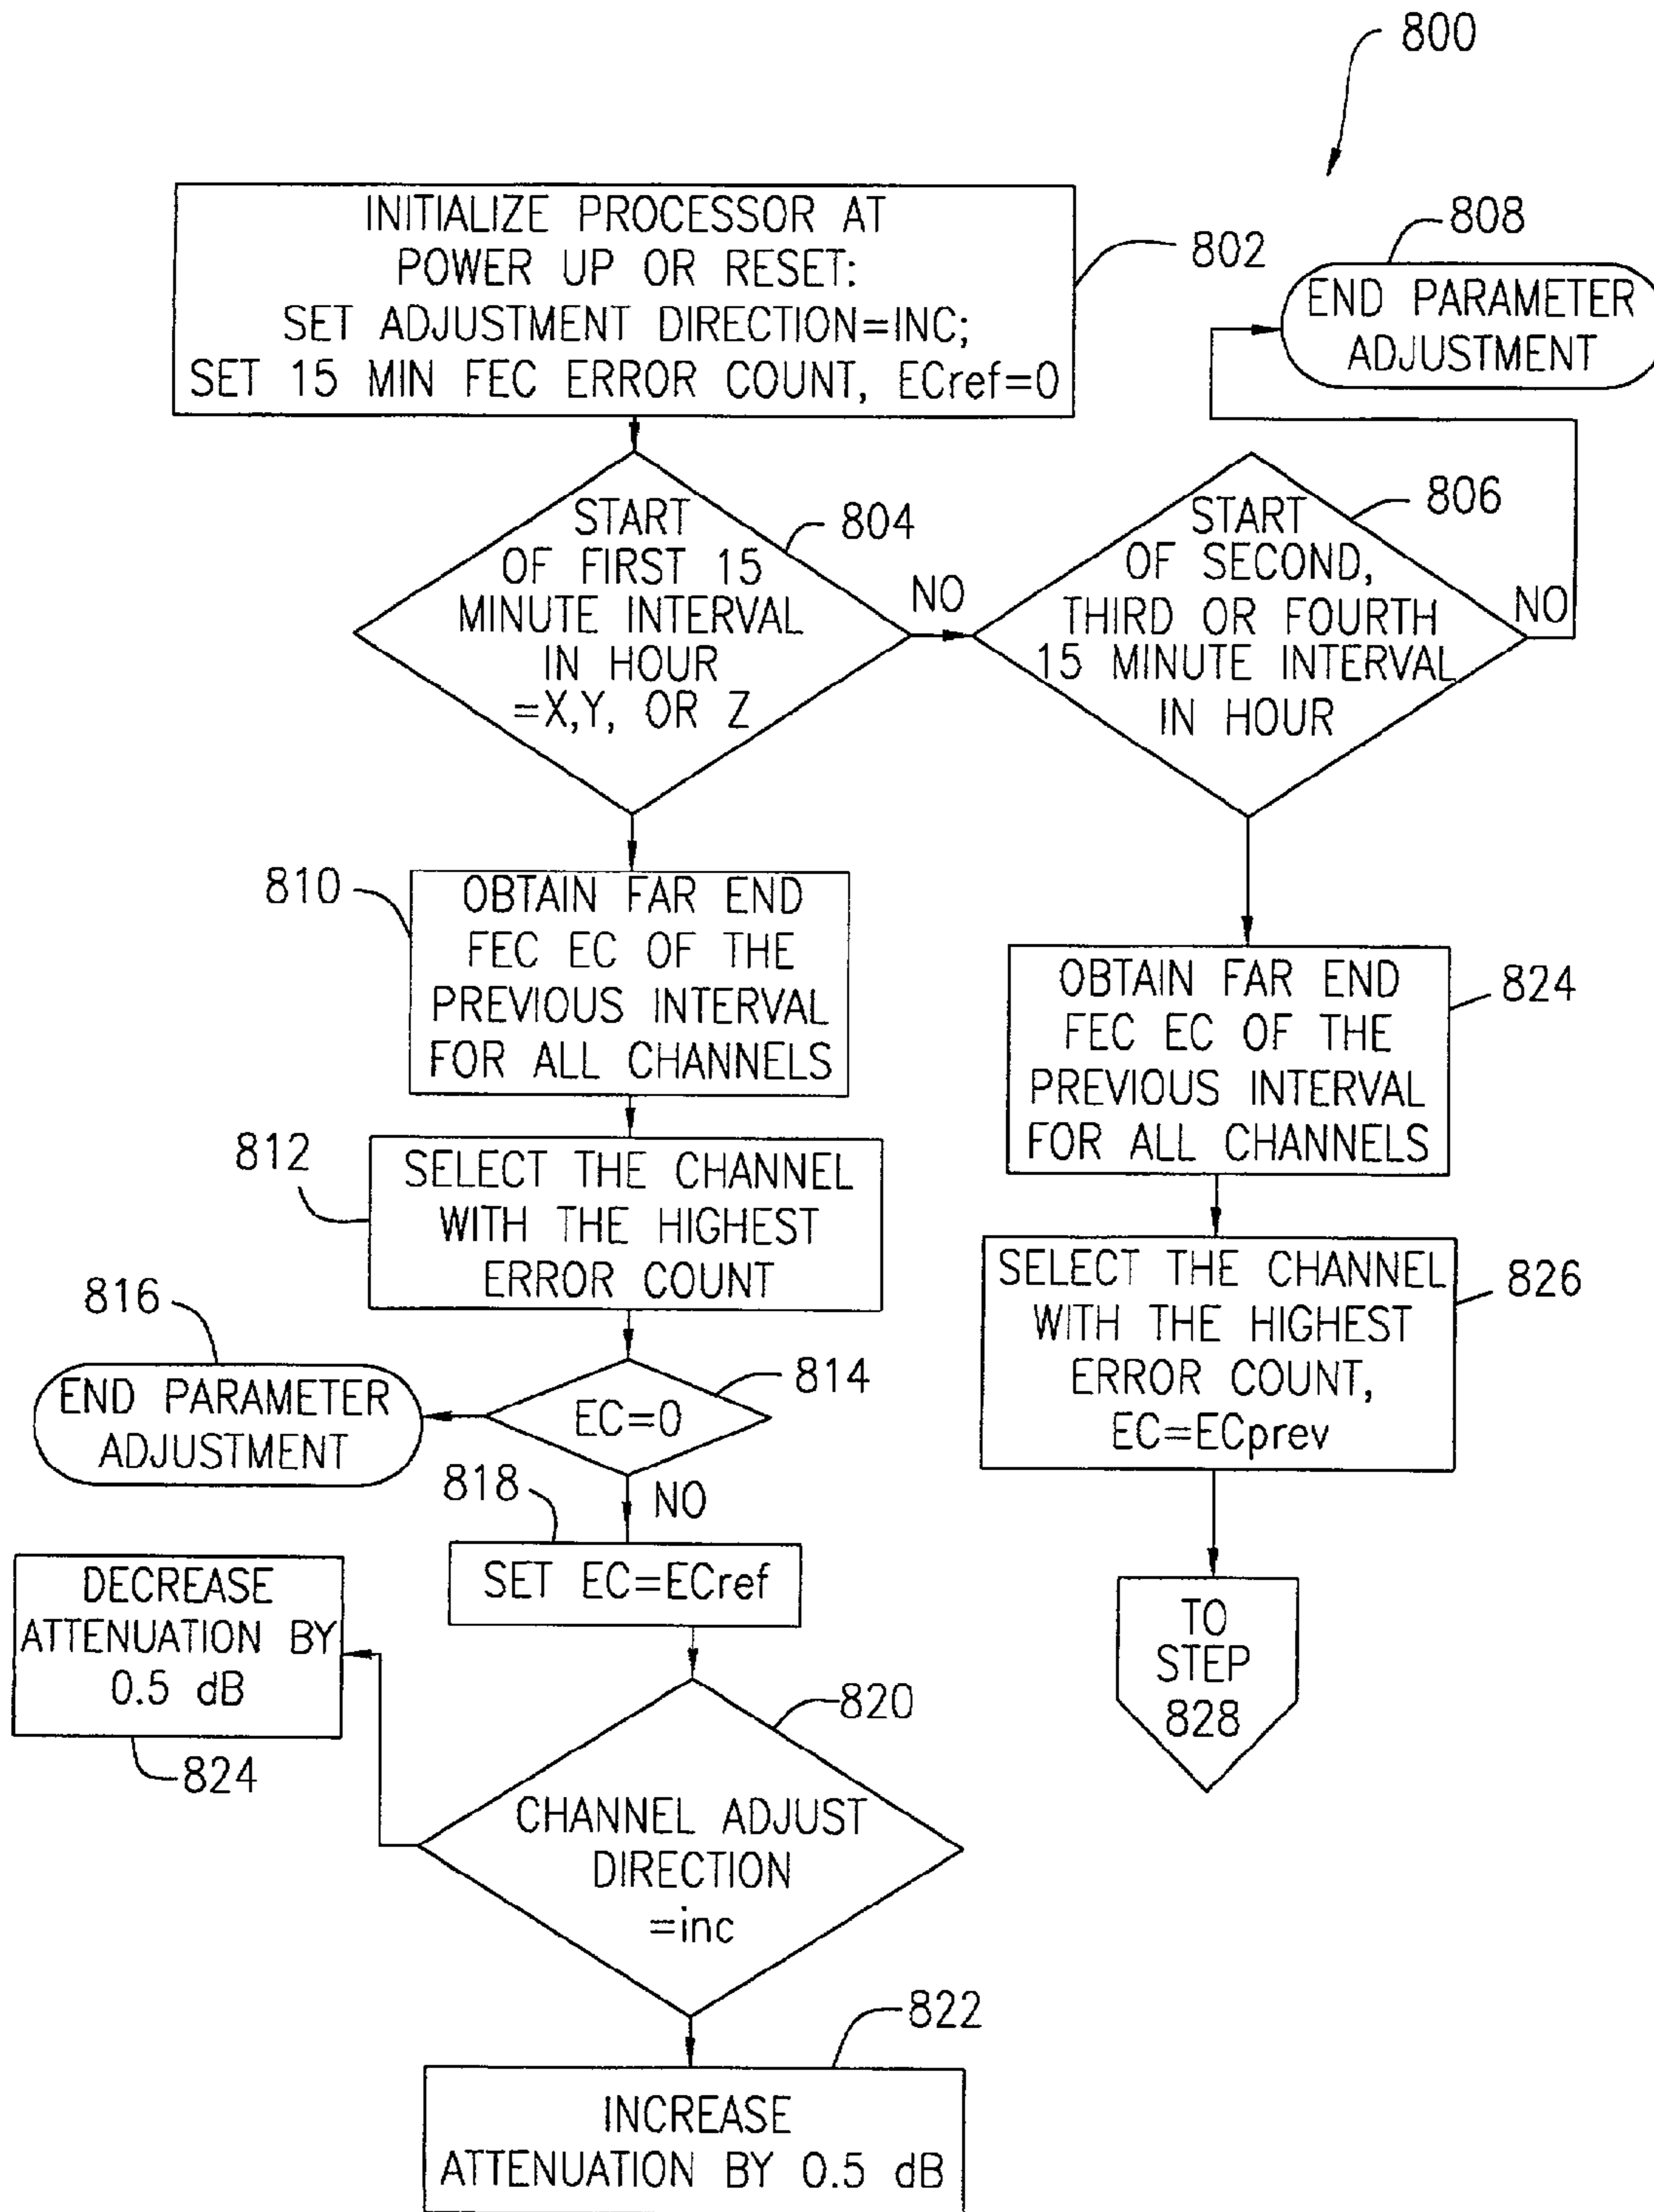 800
INITIALIZE PROCESSOR AT
POWER UP OR RESET:
SET ADJUSTMENT DIRECTION=INC;
SET 15 MIN FEC ERROR COUNT, ECref=0
802
808
END PARAMETER
ADJUSTMENT
START
OF FIRST 15
MINUTE INTERVAL
IN HOUR
=X,Y, OR Z
804
NO
START
OF SECOND,
THIRD OR FOURTH
15 MINUTE INTERVAL
IN HOUR
806
NO
810
OBTAIN FAR END
FEC EC OF THE
PREVIOUS INTERVAL
FOR ALL CHANNELS
OBTAIN FAR END
FEC EC OF THE
PREVIOUS INTERVAL
FOR ALL CHANNELS
824
812
SELECT THE CHANNEL
WITH THE HIGHEST
ERROR COUNT
SELECT THE CHANNEL
WITH THE HIGHEST
ERROR COUNT,
EC=ECprev
826
816
END PARAMETER
ADJUSTMENT
EC=0
814
NO
818
SET EC=ECref
TO
STEP
828
DECREASE
ATTENUATION BY
0.5 dB
824
820
CHANNEL ADJUST
DIRECTION
=inc
822
INCREASE
ATTENUATION BY 0.5 dB